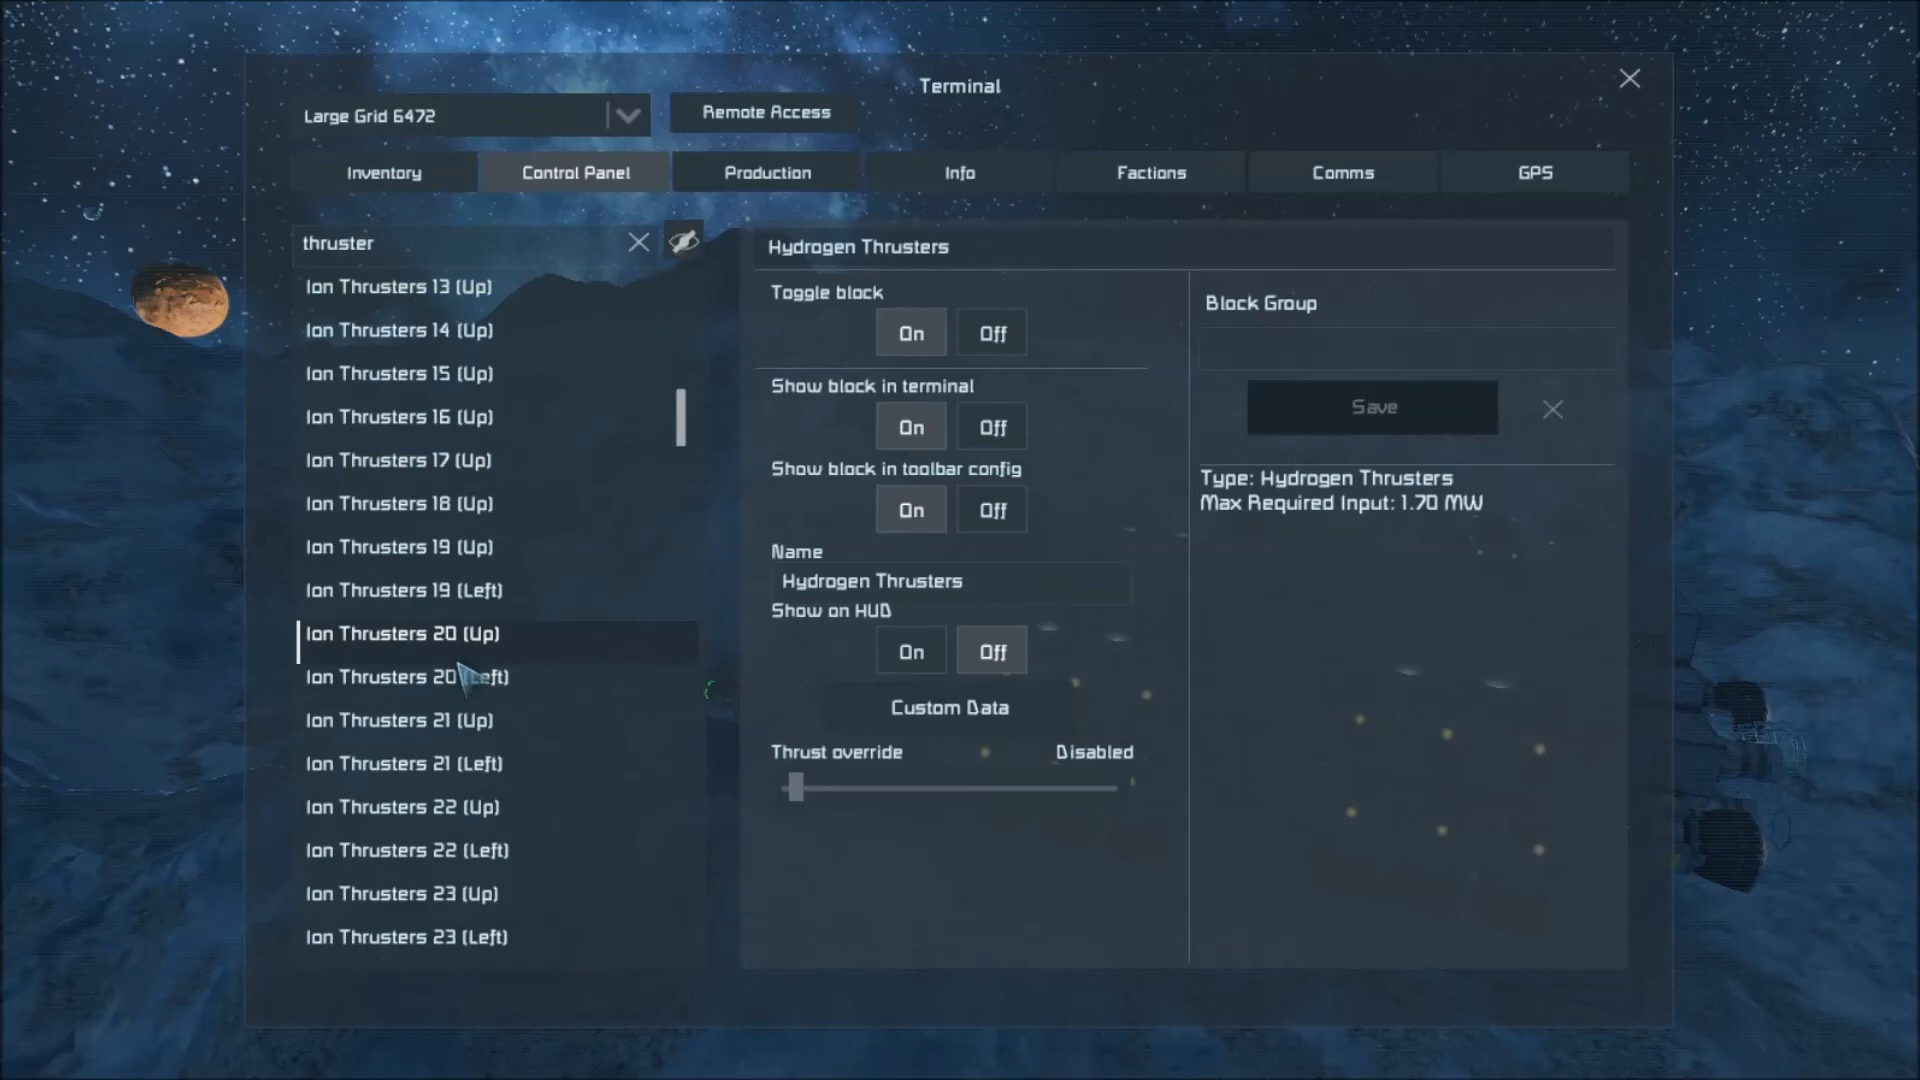 Terminal
Large Grid 6472
Remote Access
Inventory
Control Panel
Production
Info
Factions
Comms
GPS
thruster
Ion Thrusters 13 (Up)
Ion Thrusters 14 (Up)
Ion Thrusters 15 (Up)
Ion Thrusters 16 (Up)
Ion Thrusters 17 (Up)
Ion Thrusters 18 (Up)
Ion Thrusters 19 (Up)
Ion Thrusters 19 (Left)
Ion Thrusters 20 (Up)
Ion Thrusters 20 (Left)
Ion Thrusters 21 (Up)
Ion Thrusters 21 (Left)
Ion Thrusters 22 (Up)
Ion Thrusters 22 (Left)
Ion Thrusters 23 (Up)
Ion Thrusters 23 (Left)
Hydrogen Thrusters
Toggle block
On Off
Show block in terminal
On Off
Show block in toolbar config
On Off
Name
Hydrogen Thrusters
Show on HUD
On Off
Custom Data
Thrust override Disabled
Block Group
Save
Type: Hydrogen Thrusters
Max Required Input: 1.70 MW